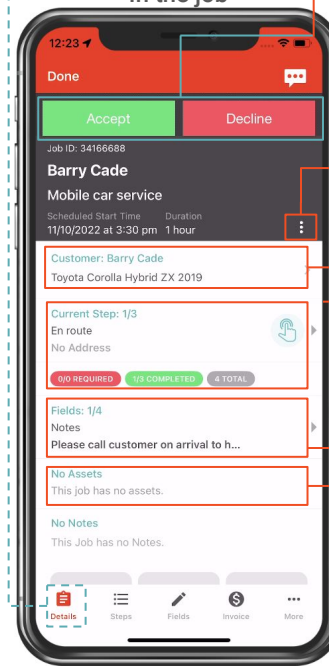 in the job
12:23
Done
Accept
Decline
Job ID: 34166688
Barry Cade
Mobile car service
Scheduled Start Time
Duration
11/10/2022 at 3:30 pm
1 hour
Customer: Barry Cade
Toyota Corolla Hybrid ZX 2019
Current Step: 1/3
En route
No Address
0/0 REQUIRED
1/3 COMPLETED
4 TOTAL
Fields: 1/4
Notes
Please call customer on arrival to h...
No Assets
This job has no assets.
No Notes
This Job has no Notes.
Details
Steps
Fields
Invoice
More